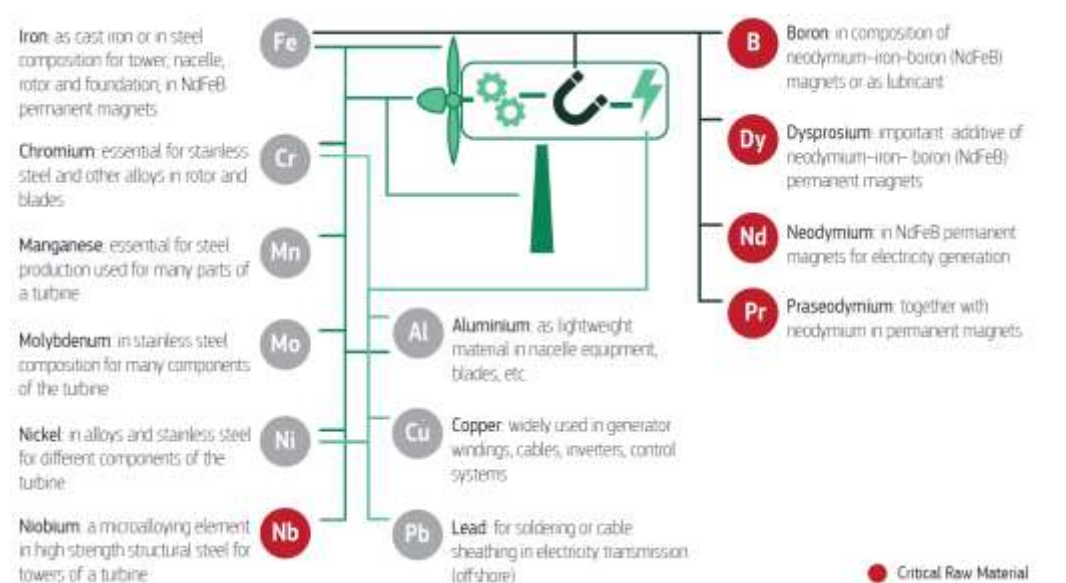 Iron: as cast iron or in steel
composition for tower, nacelle,
rotor and foundation; in NdFeB
permanent magnets
Fe
Chromium: essential for stainless
steel and other alloys in rotor and
blades
Cr
Manganese: essential for steel
production used for many parts of
a turbine
Mn
Molybdenum: in stainless steel
composition for many components
of the turbine
Mo
Nickel: in alloys and stainless steel
for different components of the
turbine
Ni
Niobium: a microalloying element
in high strength structural steel for
towers of a turbine
Nb
Al
Aluminium: as lightweight
material in nacelle equipment,
blades, etc.
Cu
Copper: widely used in generator
windings, cables, inverters, control
systems
Pb
Lead: for soldering or cable
sheathing in electricity transmission
(offshore)
B
Boron: in composition of
neodymium-iron-boron (NdFeB)
magnets or as lubricant
Dy
Dysprosium: important additive of
neodymium-iron- boron (NdFeB)
permanent magnets
Nd
Neodymium: in NdFeB permanent
magnets for electricity generation
Pr
Praseodymium: together with
neodymium in permanent magnets
Critical Raw Material